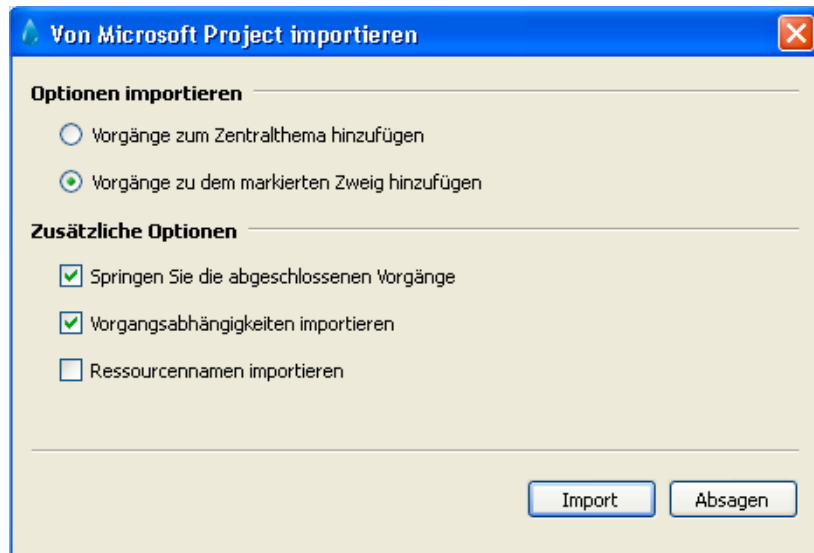 Von Microsoft Project importieren
Optionen importieren
Vorgänge zum Zentralthema hinzufügen
Vorgänge zu dem markierten Zweig hinzufügen
Zusätzliche Optionen
Springen Sie die abgeschlossenen Vorgänge
Vorgangsabhängigkeiten importieren
Ressourcennamen importieren
Import Absagen